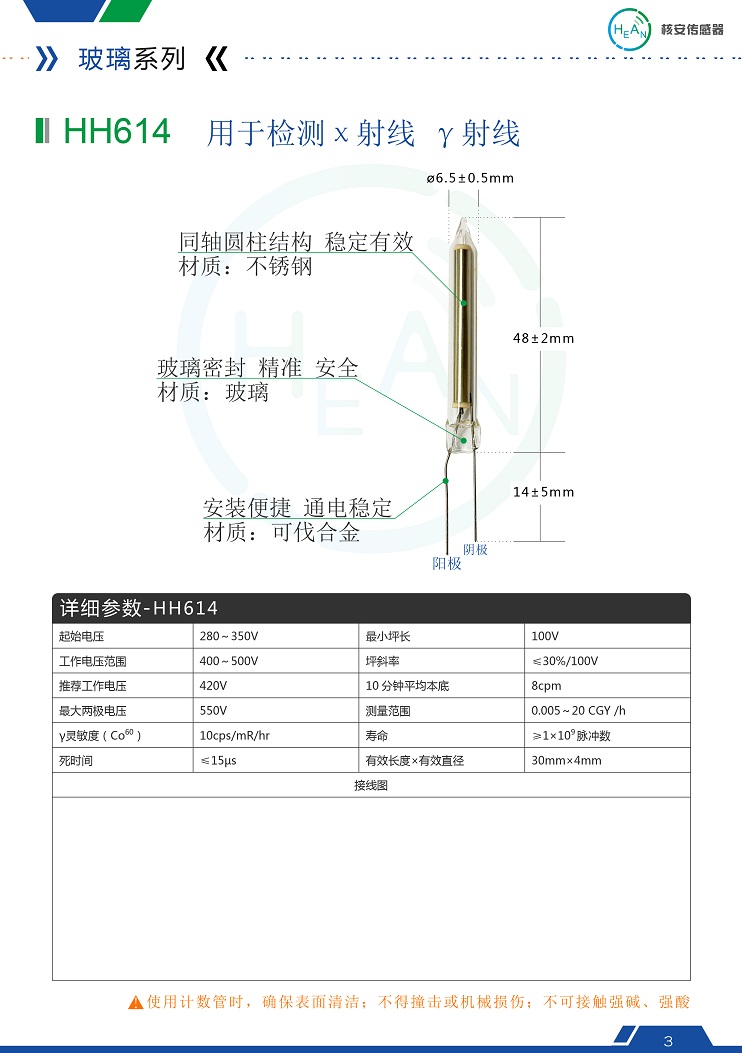 HEAN 核安传感器
玻璃系列
HH614 用于检测 x 射线 γ 射线
ø6.5±0.5mm
同轴圆柱结构 稳定有效
材质：不锈钢
48±2mm
玻璃密封 精准 安全
材质：玻璃
HEAN
14±5mm
安装便捷 通电稳定
材质：可伐合金
阴极
阳极
详细参数-HH614
起始电压 280～350V 最小坪长 100V
工作电压范围 400～500V 坪斜率 ≤30%/100V
推荐工作电压 420V 10 分钟平均本底 8cpm
最大两极电压 550V 测量范围 0.005～20 CGY /h
γ灵敏度（Co⁶⁰） 10cps/mR/hr 寿命 ≥1×10⁹ 脉冲数
死时间 ≤15μs 有效长度×有效直径 30mm×4mm
接线图
使用计数管时，确保表面清洁；不得撞击或机械损伤；不可接触强碱、强酸
3